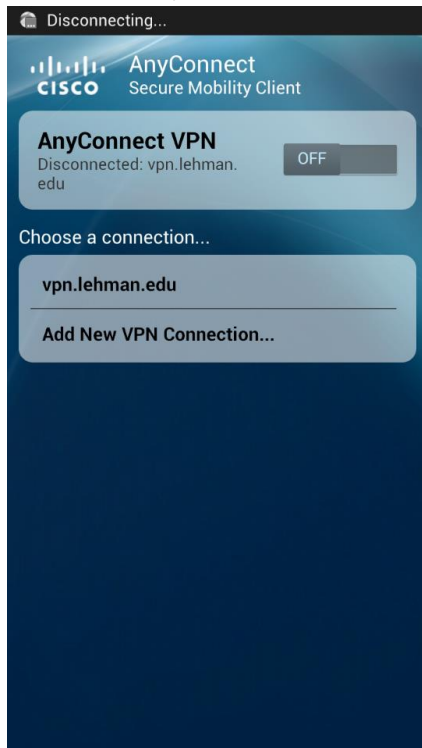 Disconnecting...
AnyConnect
CISCO Secure Mobility Client
AnyConnect VPN
Disconnected: vpn.lehman.
edu
OFF
Choose a connection...
vpn.lehman.edu
Add New VPN Connection...